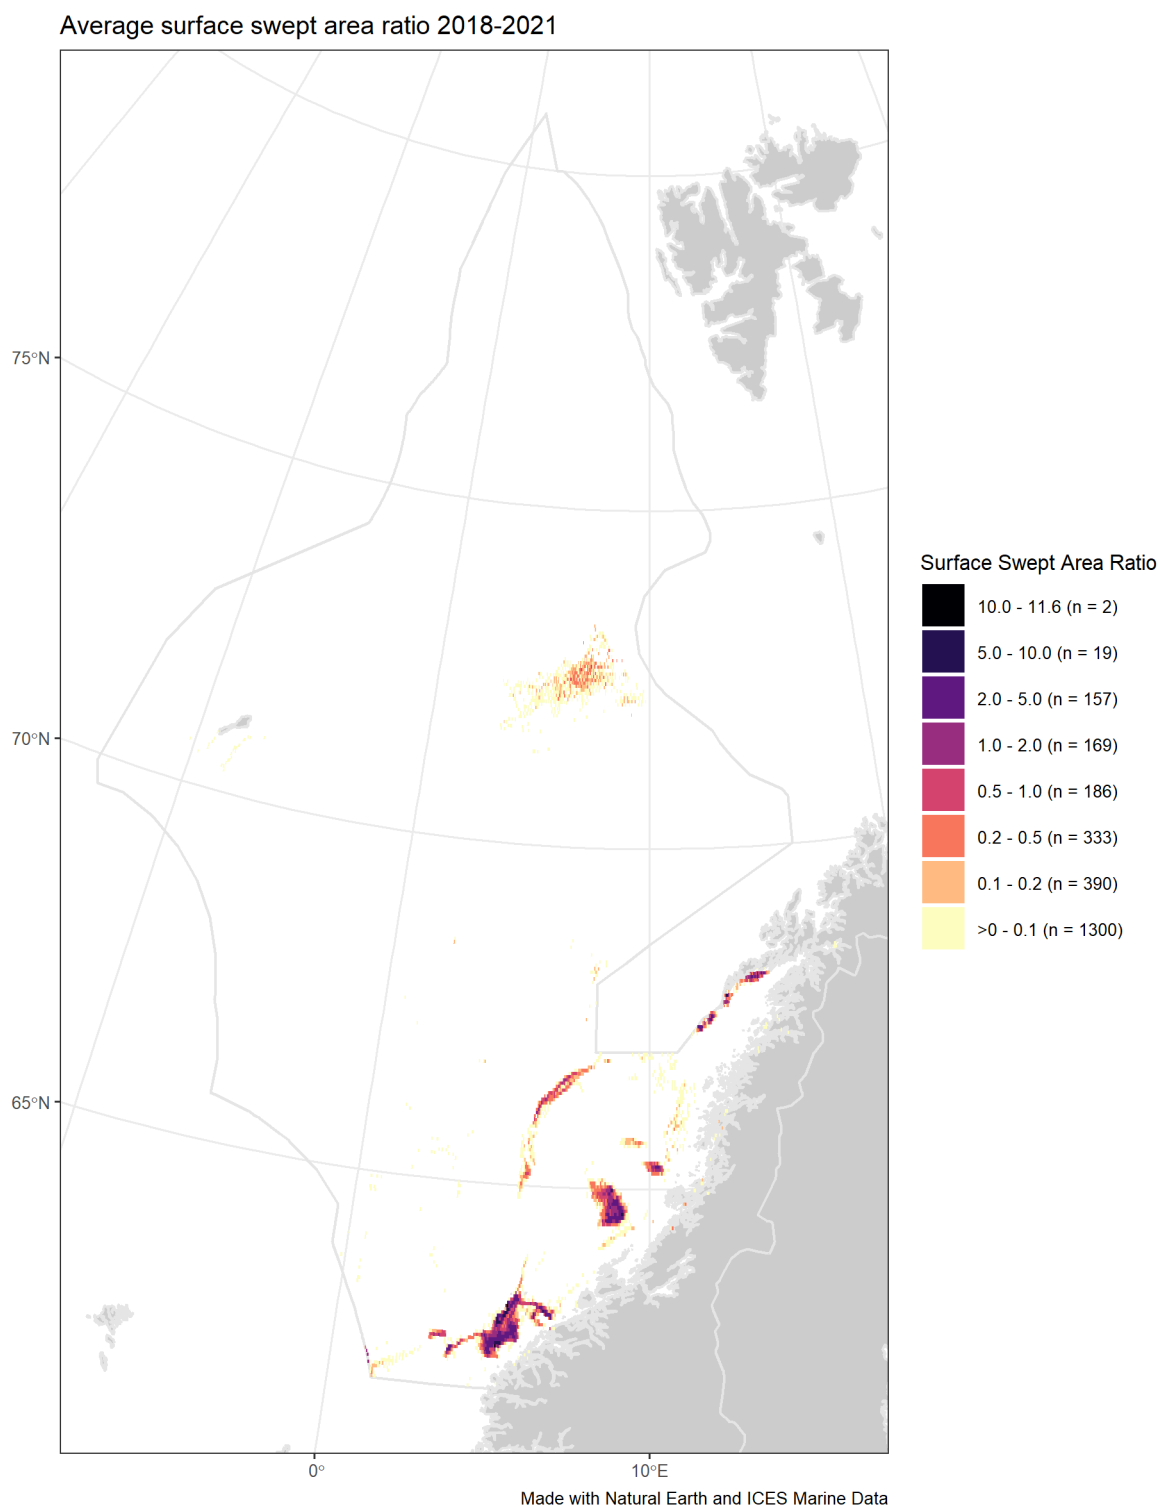 Average surface swept area ratio 2018-2021
75°N
70°N
65°N
0°
10°E
Surface Swept Area Ratio
10.0 - 11.6 (n = 2)
5.0 - 10.0 (n = 19)
2.0 - 5.0 (n = 157)
1.0 - 2.0 (n = 169)
0.5 - 1.0 (n = 186)
0.2 - 0.5 (n = 333)
0.1 - 0.2 (n = 390)
>0 - 0.1 (n = 1300)
Made with Natural Earth and ICES Marine Data